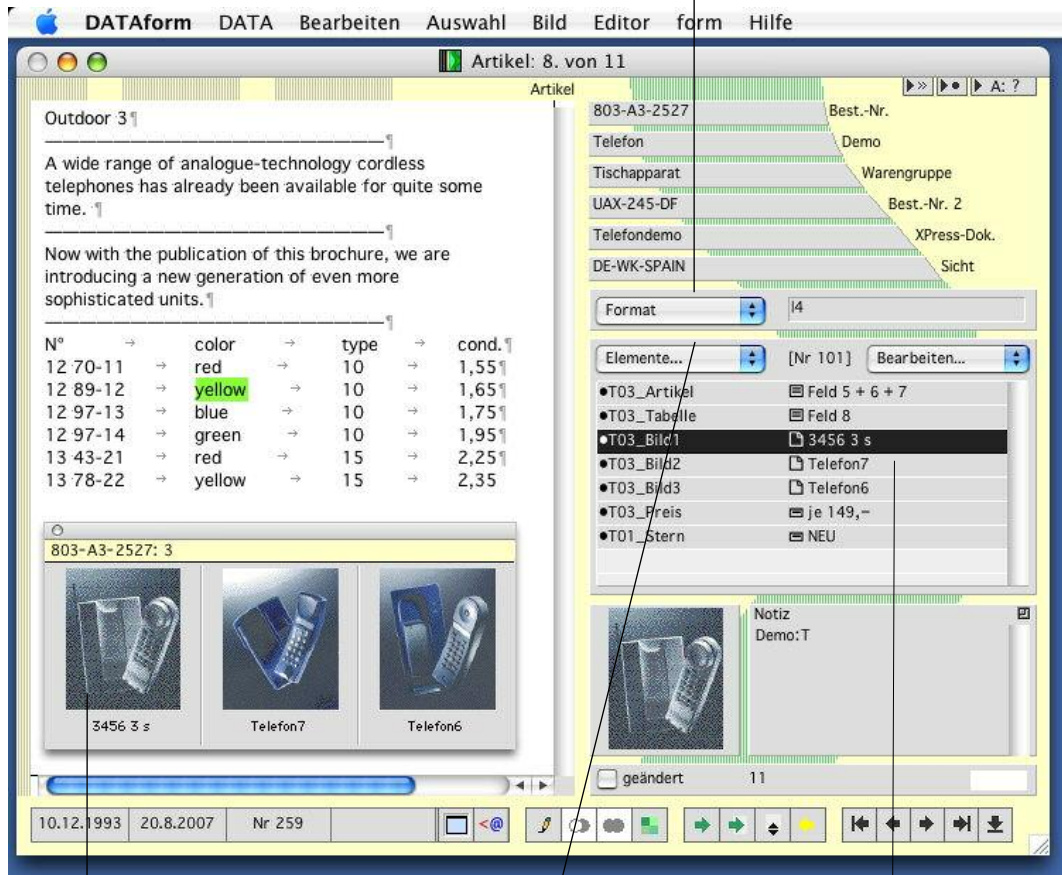 DATAform DATA Bearbeiten Auswahl Bild Editor form Hilfe
Artikel: 8. von 11
Artikel
A: ?
Outdoor 3¶
¶
A wide range of analogue-technology cordless
telephones has already been available for quite some
time. ¶
¶
Now with the publication of this brochure, we are
introducing a new generation of even more
sophisticated units.¶
¶
N° → color → type → cond.¶
12 70-11 → red → 10 → 1,55¶
12 89-12 → yellow → 10 → 1,65¶
12 97-13 → blue → 10 → 1,75¶
12 97-14 → green → 10 → 1,95¶
13 43-21 → red → 15 → 2,25¶
13 78-22 → yellow → 15 → 2,35
803-A3-2527: 3
3456 3 s Telefon7 Telefon6
803-A3-2527 Best.-Nr.
Telefon Demo
Tischapparat Warengruppe
UAX-245-DF Best.-Nr. 2
Telefondemo XPress-Dok.
DE-WK-SPAIN Sicht
Format l4
Elemente... [Nr 101] Bearbeiten...
•T03_Artikel Feld 5 + 6 + 7
•T03_Tabelle Feld 8
•T03_Bild1 3456 3 s
•T03_Bild2 Telefon7
•T03_Bild3 Telefon6
•T03_Preis je 149,–
•T01_Stern NEU
Notiz
Demo:T
geändert 11
10.12.1993 20.8.2007 Nr 259 <@